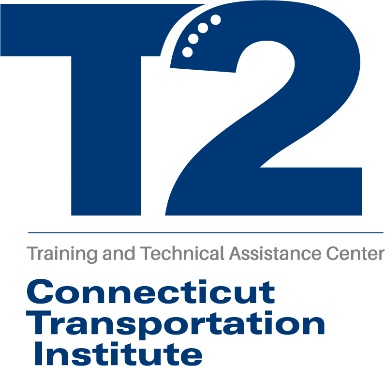 T2
Training and Technical Assistance Center
Connecticut
Transportation
Institute